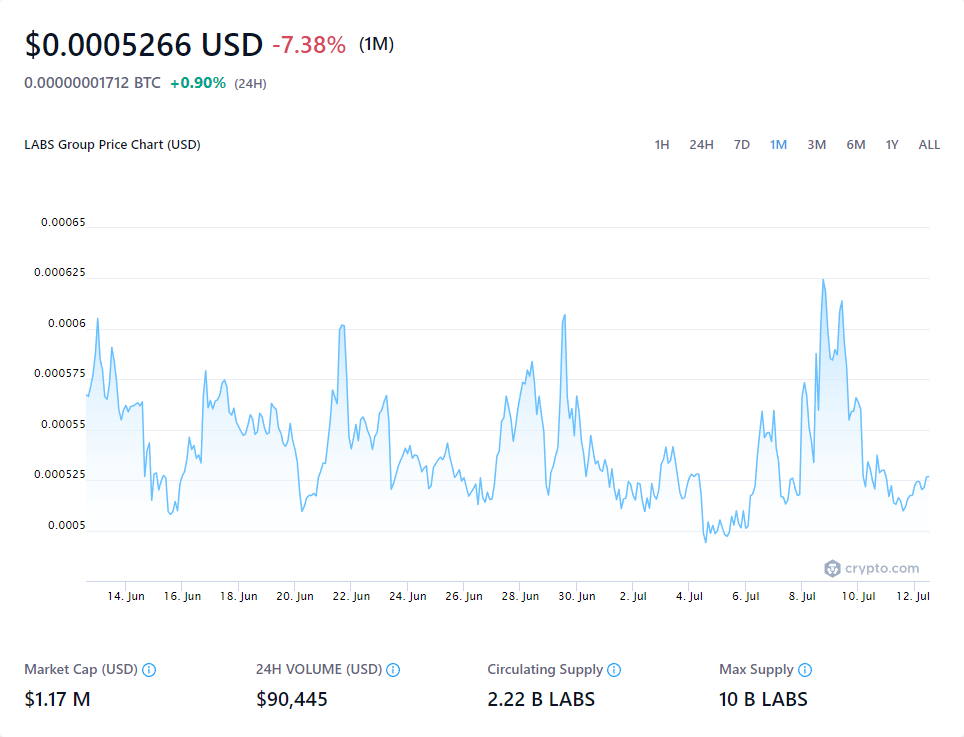 $0.0005266 USD -7.38% (1M)
0.00000001712 BTC +0.90% (24H)
LABS Group Price Chart (USD) 1H 24H 7D 1M 3M 6M 1Y ALL
0.00065
0.000625
0.0006
0.000575
0.00055
0.000525
0.0005
crypto.com
14. Jun 16. Jun 18. Jun 20. Jun 22. Jun 24. Jun 26. Jun 28. Jun 30. Jun 2. Jul 4. Jul 6. Jul 8. Jul 10. Jul 12. Jul
Market Cap (USD) 24H VOLUME (USD) Circulating Supply Max Supply
$1.17 M $90,445 2.22 B LABS 10 B LABS